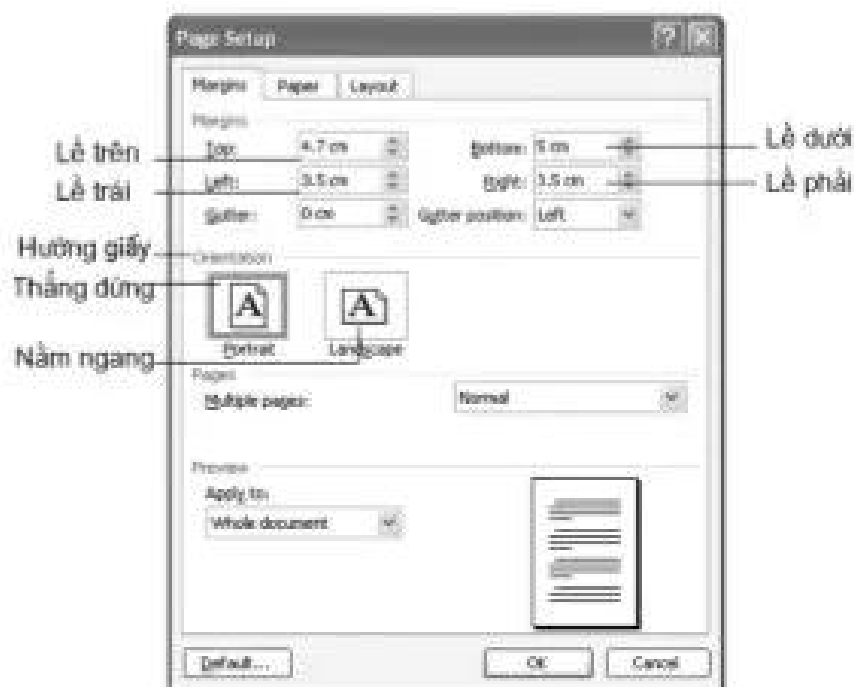 Page Setup
Margins Paper Layout
Margins
Lề trên Top: 4.7 cm Bottom: 5 cm Lề dưới
Lề trái Left: 3.5 cm Right: 3.5 cm Lề phải
Gutter: 0 cm Gutter position: Left
Hướng giấy Orientation
Thẳng đứng A A
Nằm ngang Portrait Landscape
Pages
Multiple pages: Normal
Preview
Apply to:
Whole document
Default... OK Cancel